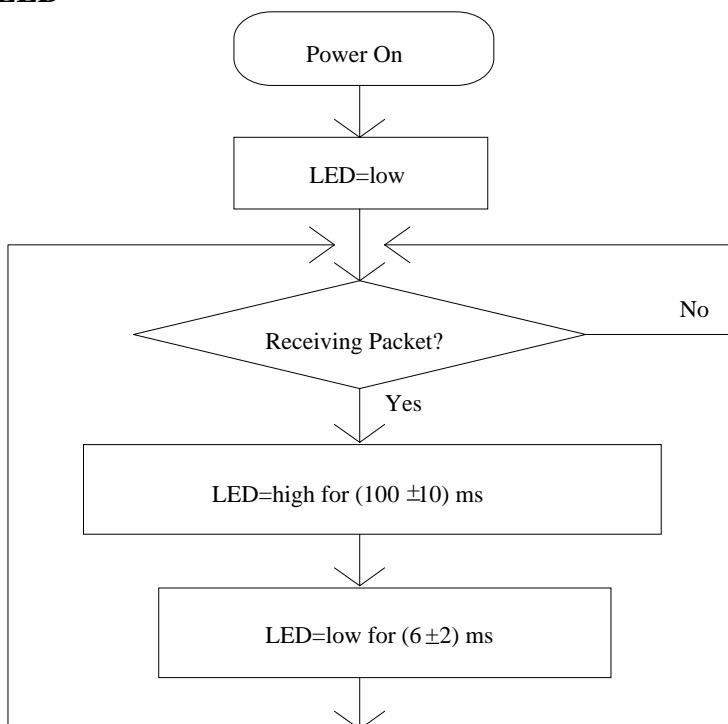 Power On
LED=low
No
Receiving Packet?
Yes
LED=high for (100 ±10) ms
LED=low for (6 ±2) ms